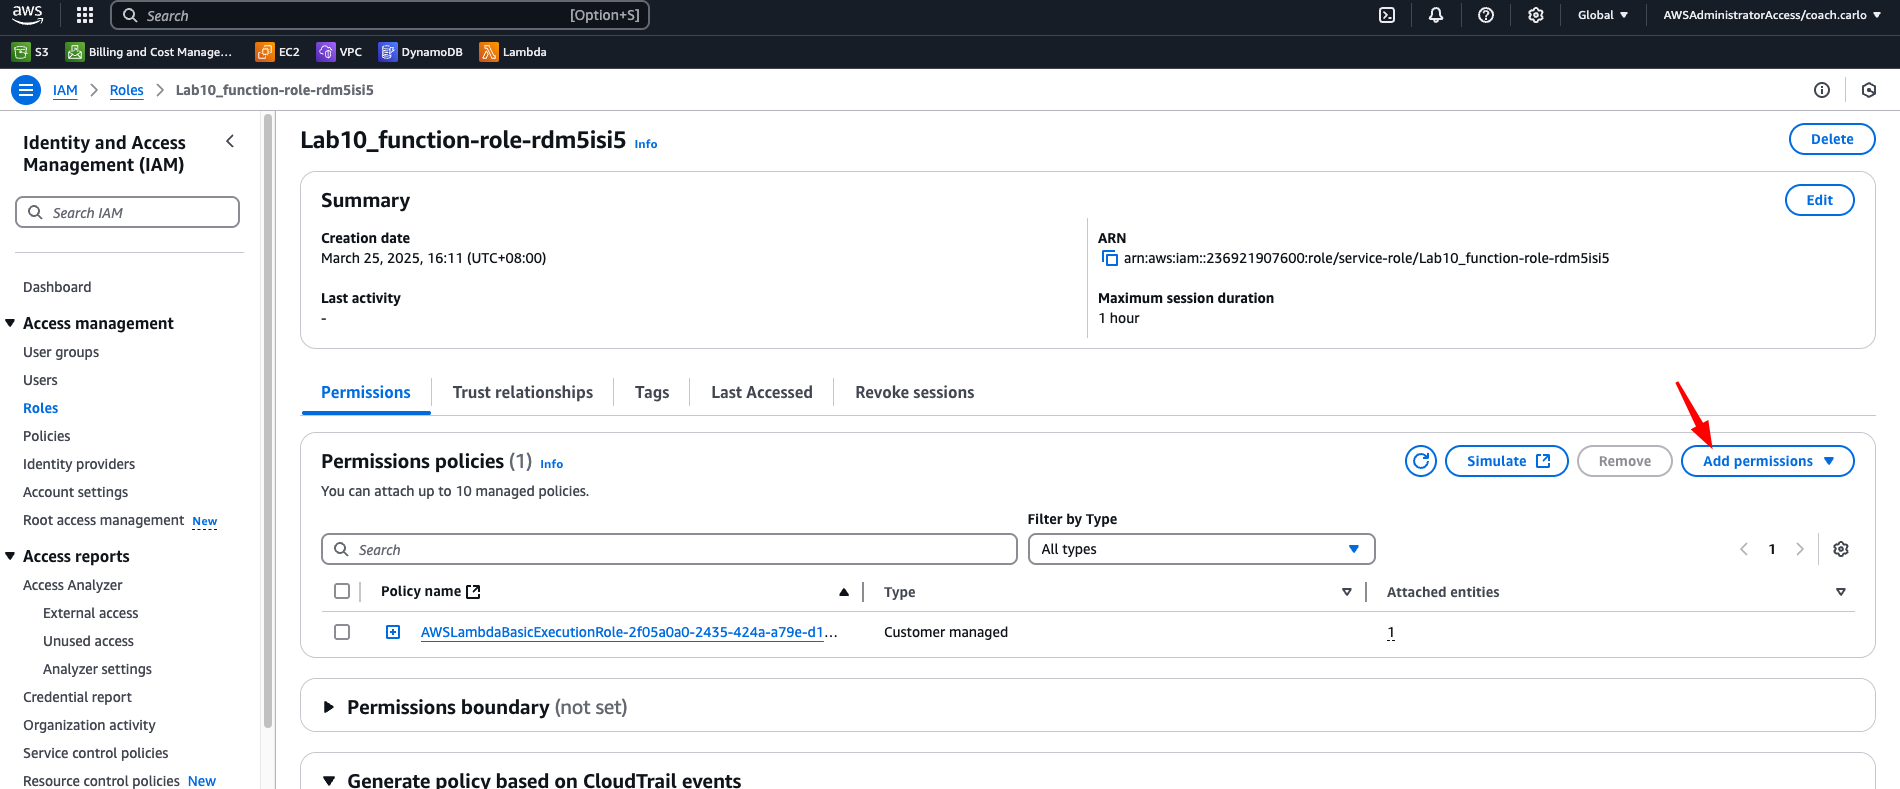 aws
Search
[Option+S]
Global
AWSAdministratorAccess/coach.carlo
S3
Billing and Cost Manage...
EC2
VPC
DynamoDB
Lambda
IAM
Roles
Lab10_function-role-rdm5isi5
Identity and Access
Management (IAM)
Search IAM
Dashboard
Access management
User groups
Users
Roles
Policies
Identity providers
Account settings
Root access management New
Access reports
Access Analyzer
External access
Unused access
Analyzer settings
Credential report
Organization activity
Service control policies
Resource control policies New
Lab10_function-role-rdm5isi5 Info
Delete
Summary
Edit
Creation date
March 25, 2025, 16:11 (UTC+08:00)
ARN
arn:aws:iam::236921907600:role/service-role/Lab10_function-role-rdm5isi5
Last activity
-
Maximum session duration
1 hour
Permissions
Trust relationships
Tags
Last Accessed
Revoke sessions
Permissions policies (1) Info
Simulate
Remove
Add permissions
You can attach up to 10 managed policies.
Filter by Type
Search
All types
1
Policy name
Type
Attached entities
AWSLambdaBasicExecutionRole-2f05a0a0-2435-424a-a79e-d1...
Customer managed
1
Permissions boundary (not set)
Generate policy based on CloudTrail events